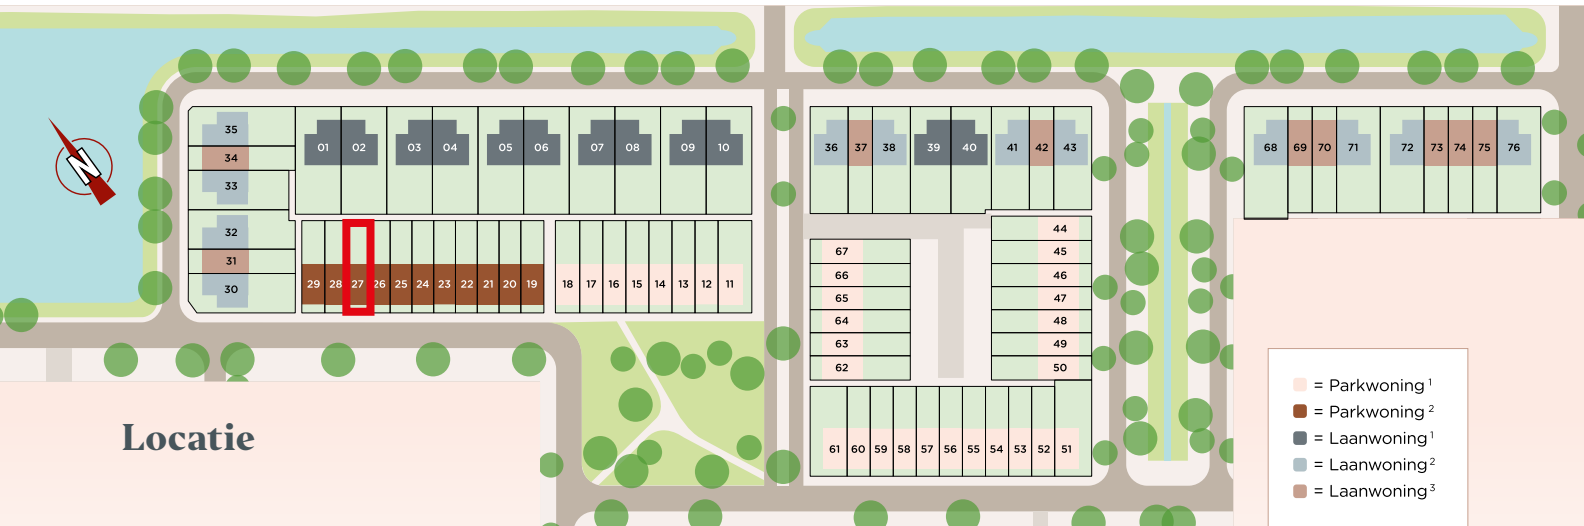 N
35
34
33
32
31
30
01 02 03 04 05 06 07 08 09 10
29 28 27 26 25 24 23 22 21 20 19
18 17 16 15 14 13 12 11
36 37 38 39 40 41 42 43
44
45
46
47
48
49
50
67
66
65
64
63
62
61 60 59 58 57 56 55 54 53 52 51
68 69 70 71 72 73 74 75 76
Locatie
= Parkwoning ¹
= Parkwoning ²
= Laanwoning ¹
= Laanwoning ²
= Laanwoning ³